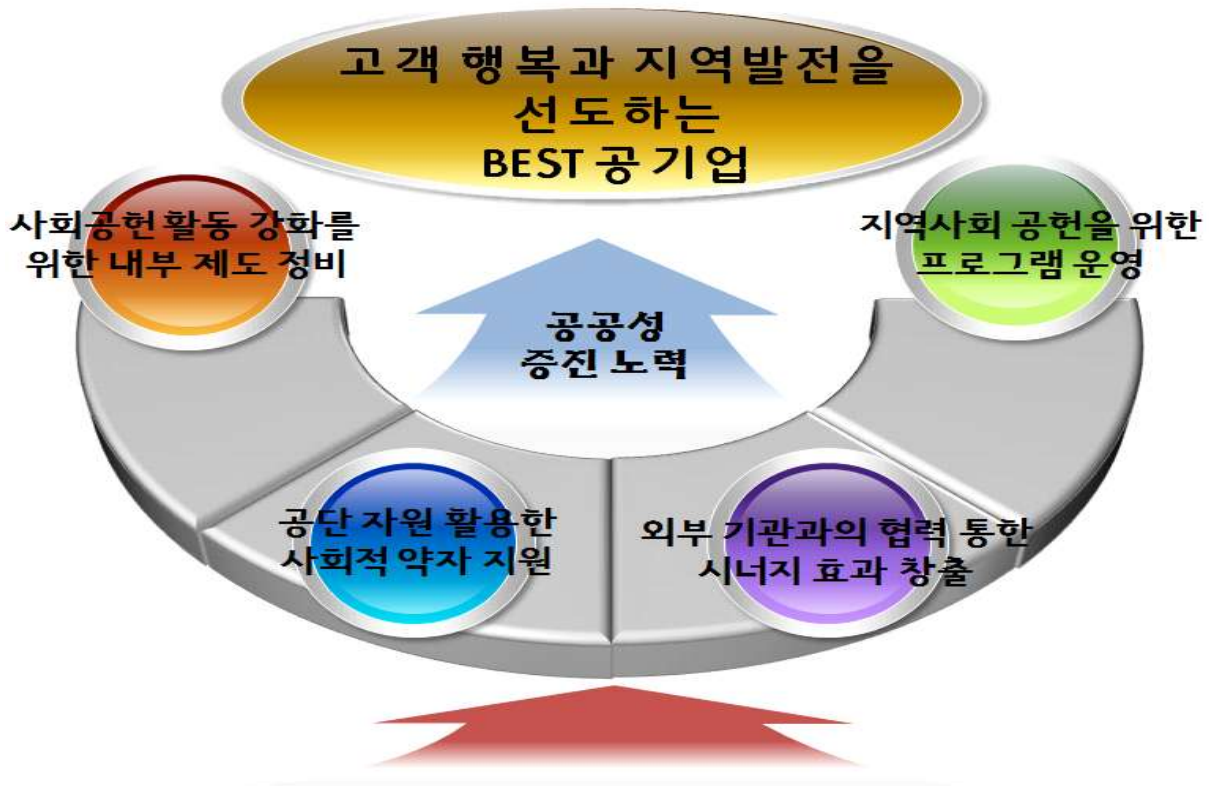 고객 행복과 지역발전을
선도하는
BEST 공기업
사회공헌 활동 강화를
위한 내부 제도 정비
지역사회 공헌을 위한
프로그램 운영
공공성
증진 노력
공단 자원 활용한
사회적 약자 지원
외부 기관과의 협력 통한
시너지 효과 창출